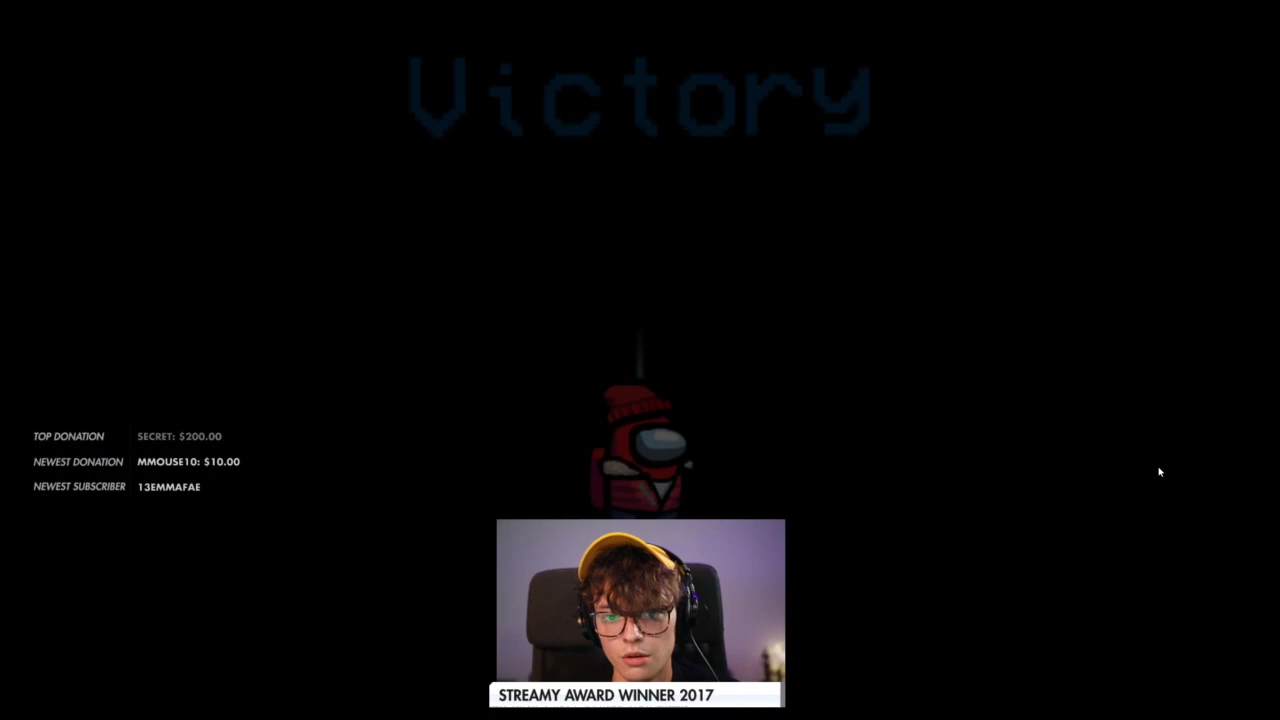 Victory
TOP DONATION SECRET: $200.00
NEWEST DONATION MMOUSE10: $10.00
NEWEST SUBSCRIBER 13EMMAFAE
STREAMY AWARD WINNER 2017